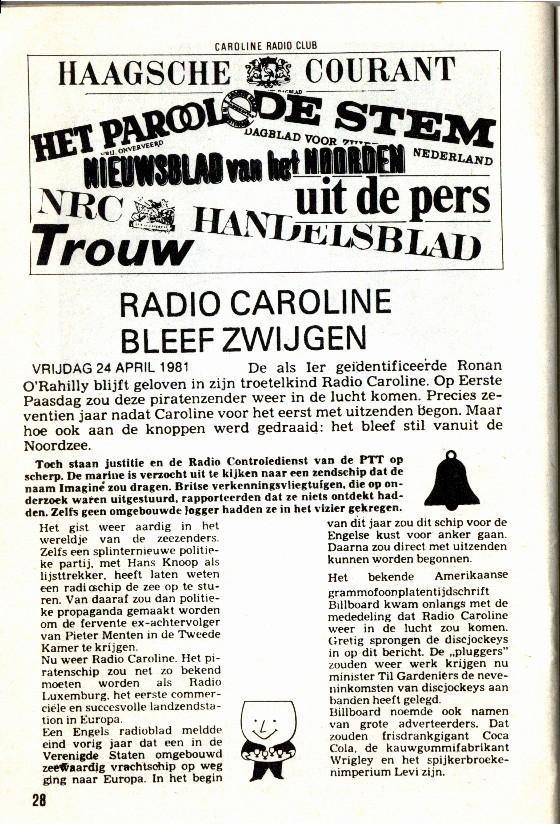 CAROLINE RADIO CLUB
HAAGSCHE COURANT
HET PAROOL
VRIJ, ONVERVEERD
DE STEM
DAGBLAD VOOR
NEDERLAND
NIEUWSBLAD van het NOORDEN
uit de pers
NRC HANDELSBLAD
Trouw
RADIO CAROLINE
BLEEF ZWIJGEN
VRIJDAG 24 APRIL 1981 De als Ier geïdentificeerde Ronan
O'Rahilly blijft geloven in zijn troetelkind Radio Caroline. Op Eerste
Paasdag zou deze piratenzender weer in de lucht komen. Precies ze-
ventien jaar nadat Caroline voor het eerst met uitzenden begon. Maar
hoe ook aan de knoppen werd gedraaid: het bleef stil vanuit de
Noordzee.
Toch staan justitie en de Radio Controledienst van de PTT op
scherp. De marine is verzocht uit te kijken naar een zendschip dat de
naam Imagine zou dragen. Britse verkenningsvliegtuigen, die op on-
derzoek waren uitgestuurd, rapporteerden dat ze niets ontdekt had-
den. Zelfs geen omgebouwde logger hadden ze in het vizier gekregen.
Het gist weer aardig in het
wereldje van de zeezenders.
Zelfs een splinternieuwe politie-
ke partij, met Hans Knoop als
lijsttrekker, heeft laten weten
een radioschip de zee op te stu-
ren. Van daaraf zou dan politie-
ke propaganda gemaakt worden
om de fervente ex-achtervolger
van Pieter Menten in de Tweede
Kamer te krijgen.
Nu weer Radio Caroline. Het pi-
ratenschip zou net zo bekend
moeten worden als Radio
Luxemburg, het eerste commer-
ciële en succesvolle landzendsta-
tion in Europa.
Een Engels radioblad meldde
eind vorig jaar dat een in de
Verenigde Staten omgebouwd
zeewaardig vrachtschip op weg
ging naar Europa. In het begin
van dit jaar zou dit schip voor de
Engelse kust voor anker gaan.
Daarna zou direct met uitzenden
kunnen worden begonnen.
Het bekende Amerikaanse
grammofoonplatentijdschrift
Billboard kwam onlangs met de
mededeling dat Radio Caroline
weer in de lucht zou komen.
Gretig sprongen de discjockeys
in op dit bericht. De „pluggers"
zouden weer werk krijgen nu
minister Til Gardeniers de neve-
ninkomsten van discjockeys aan
banden heeft gelegd.
Billboard noemde ook namen
van grote adverteerders. Dat
zouden frisdrankgigant Coca
Cola, de kauwgummifabrikant
Wrigley en het spijkerbroeke-
nimperium Levi zijn.
28